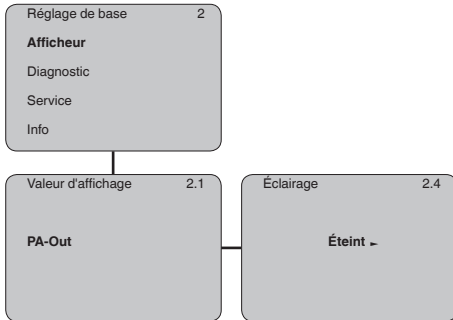 Réglage de base 2
Afficheur
Diagnostic
Service
Info
Valeur d'affichage 2.1
PA-Out
Éclairage 2.4
Éteint ►